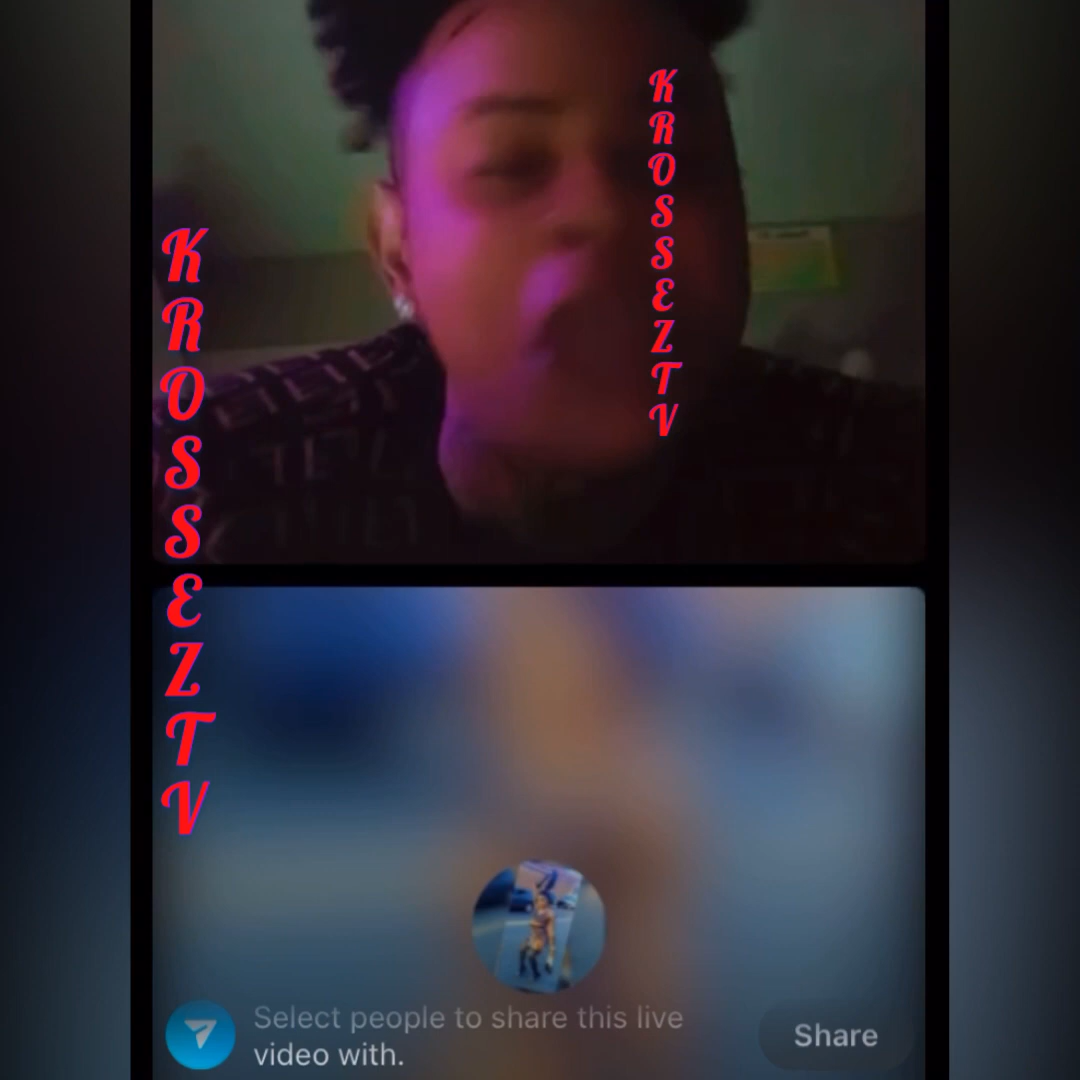 KROSSEZTV
KROSSEZTV
Select people to share this live
video with.
Share